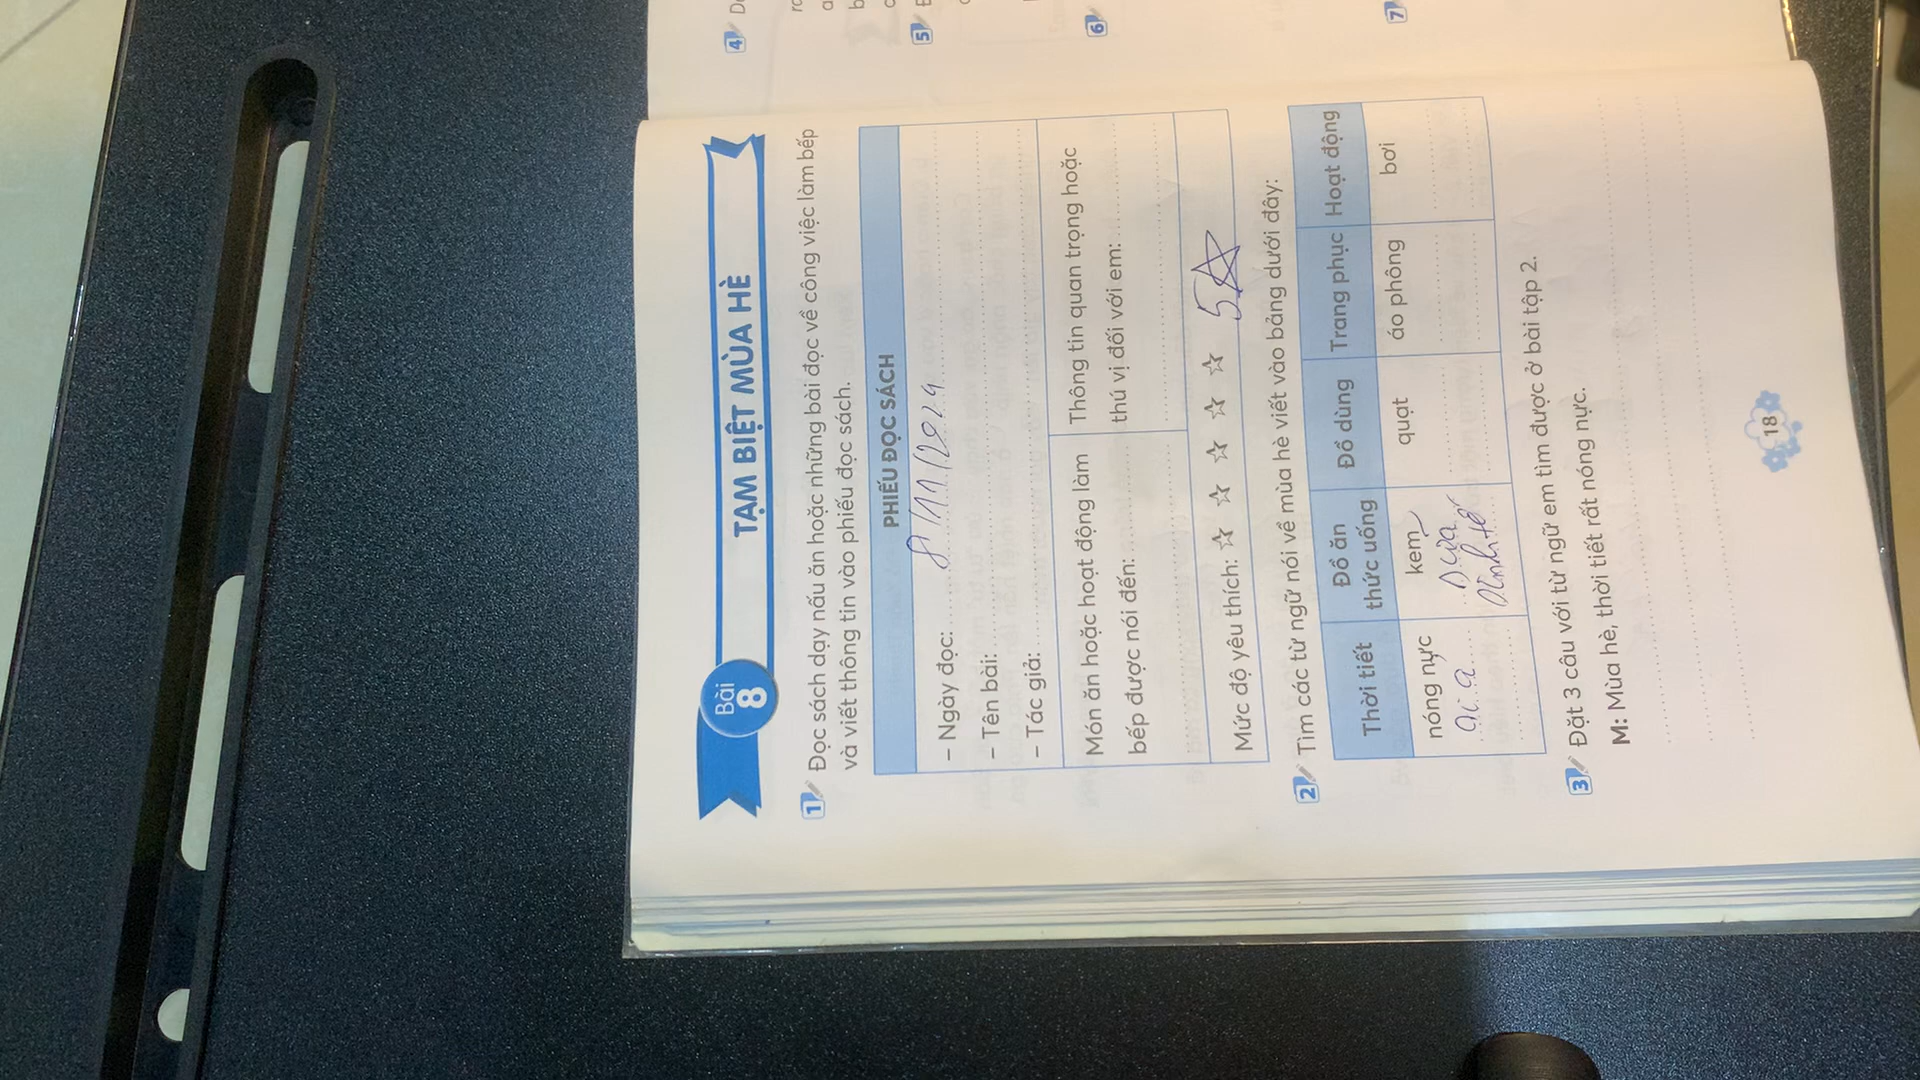 Bài
8
TẠM BIỆT MÙA HÈ
1 Đọc sách dạy nấu ăn hoặc những bài đọc về công việc làm bếp
và viết thông tin vào phiếu đọc sách.
PHIẾU ĐỌC SÁCH
– Ngày đọc: 8/11/2024
– Tên bài:
– Tác giả:
Món ăn hoặc hoạt động làm
bếp được nói đến:
Thông tin quan trọng hoặc
thú vị đối với em:
Mức độ yêu thích: ☆ ☆ ☆ ☆ ☆ 5☆
2 Tìm các từ ngữ nói về mùa hè viết vào bảng dưới đây:
Thời tiết
Đồ ăn
thức uống
Đồ dùng
Trang phục
Hoạt động
nóng nực
kem
quạt
áo phông
bơi
3 Đặt 3 câu với từ ngữ em tìm được ở bài tập 2.
M: Mùa hè, thời tiết rất nóng nực.
18
4
5
6
7